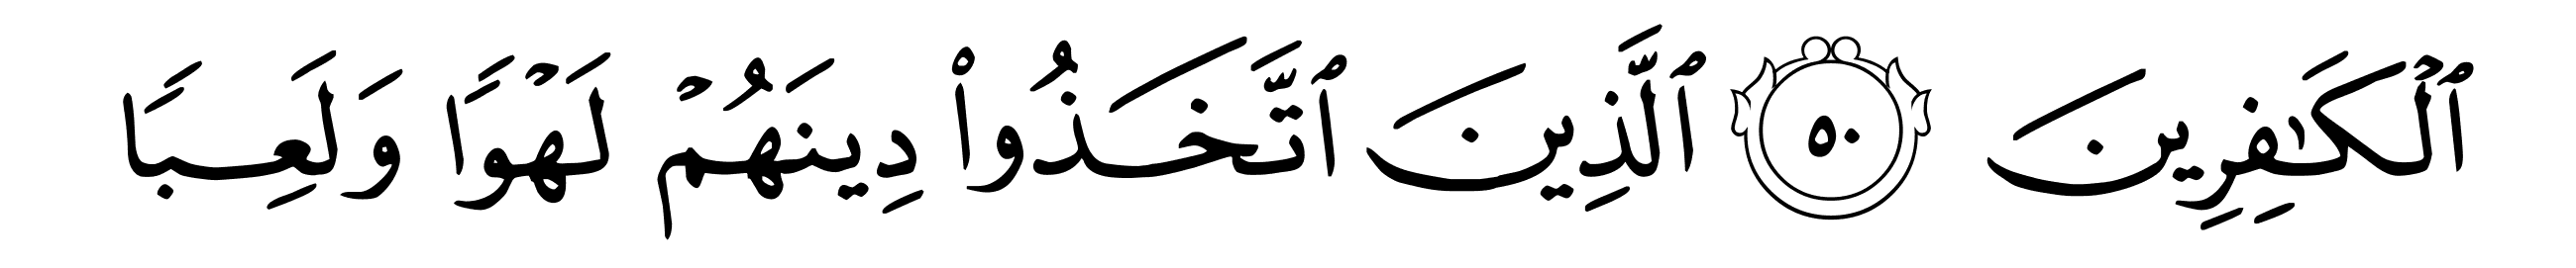 ٱلۡكَٰفِرِينَ ٥٠ ٱلَّذِينَ ٱتَّخَذُواْ دِينَهُمۡ لَهۡوٗا وَلَعِبٗا